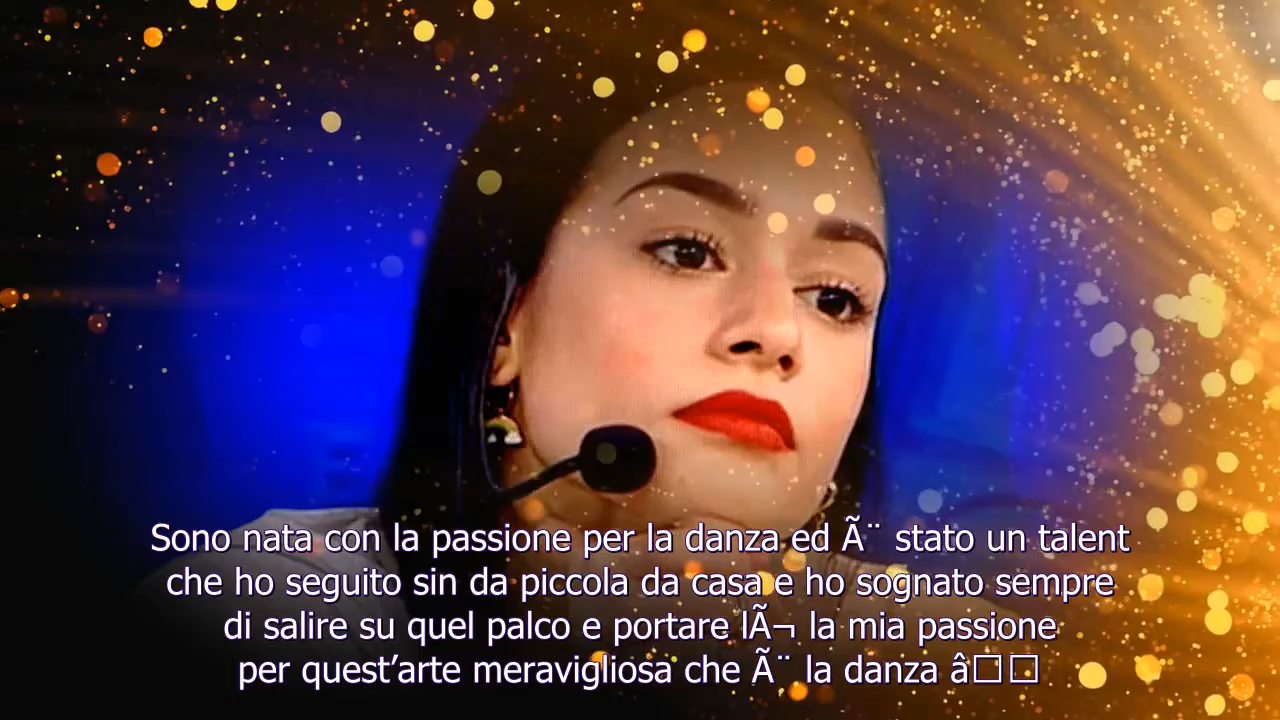 Sono nata con la passione per la danza ed Ã¨ stato un talent
che ho seguito sin da piccola da casa e ho sognato sempre
di salire su quel palco e portare lÃ¬ la mia passione
per quest’arte meravigliosa che Ã¨ la danza â□□